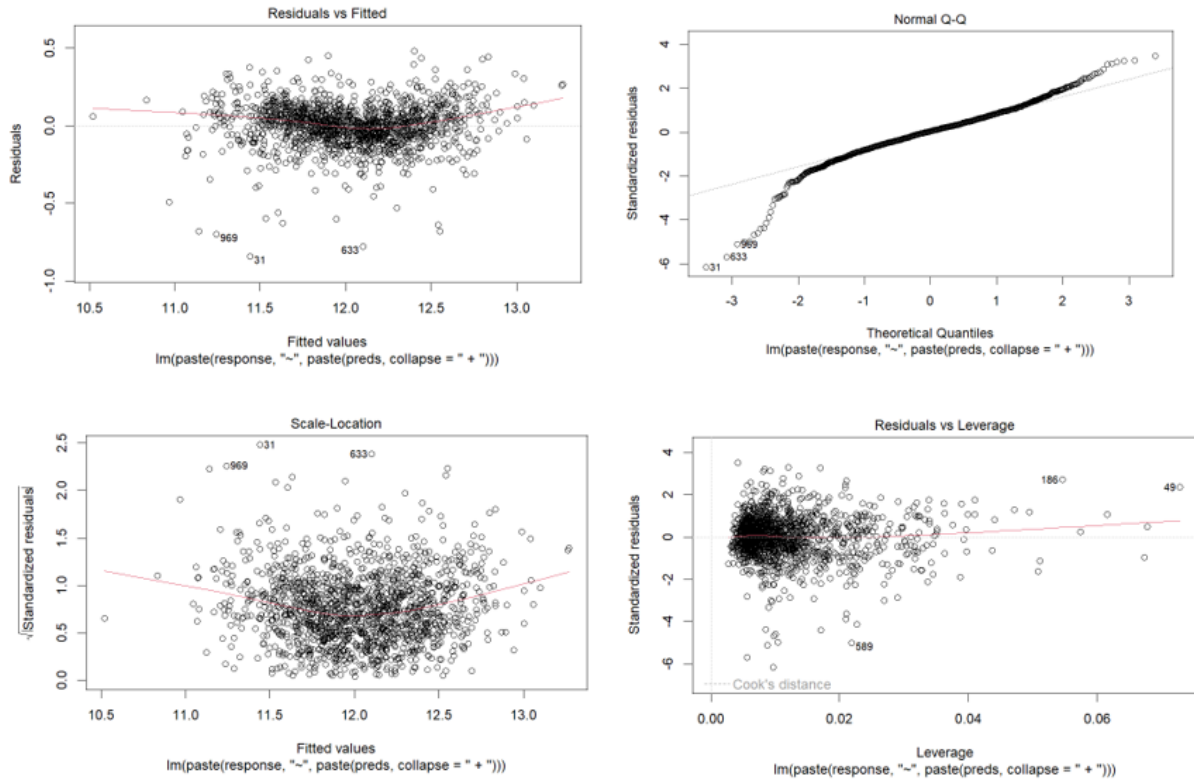 Residuals vs Fitted
Residuals
0.5
0.0
-0.5
-1.0
969
31
633
10.5 11.0 11.5 12.0 12.5 13.0
Fitted values
lm(paste(response, "~", paste(preds, collapse = " + ")))
Normal Q-Q
Standardized residuals
4
2
0
-2
-4
-6
969
633
31
-3 -2 -1 0 1 2 3
Theoretical Quantiles
lm(paste(response, "~", paste(preds, collapse = " + ")))
Scale-Location
√|Standardized residuals|
2.5
2.0
1.5
1.0
0.5
0.0
31
969
633
10.5 11.0 11.5 12.0 12.5 13.0
Fitted values
lm(paste(response, "~", paste(preds, collapse = " + ")))
Residuals vs Leverage
Standardized residuals
4
2
0
-2
-4
-6
186
49
589
Cook's distance
0.00 0.02 0.04 0.06
Leverage
lm(paste(response, "~", paste(preds, collapse = " + ")))